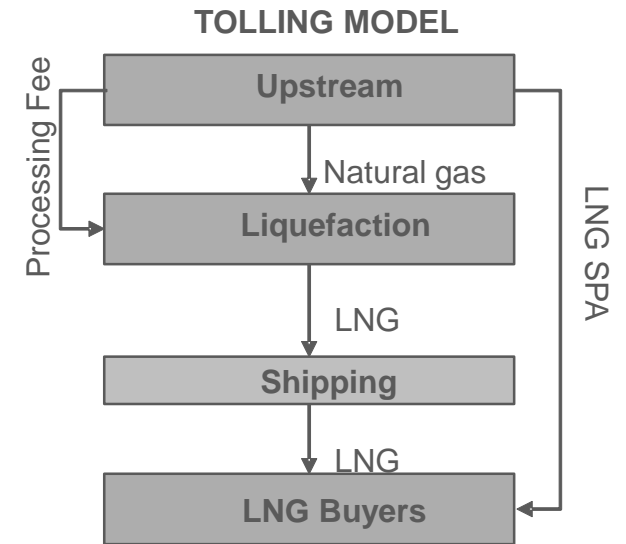 TOLLING MODEL
Processing Fee
Upstream
Natural gas
Liquefaction
LNG SPA
LNG
Shipping
LNG
LNG Buyers